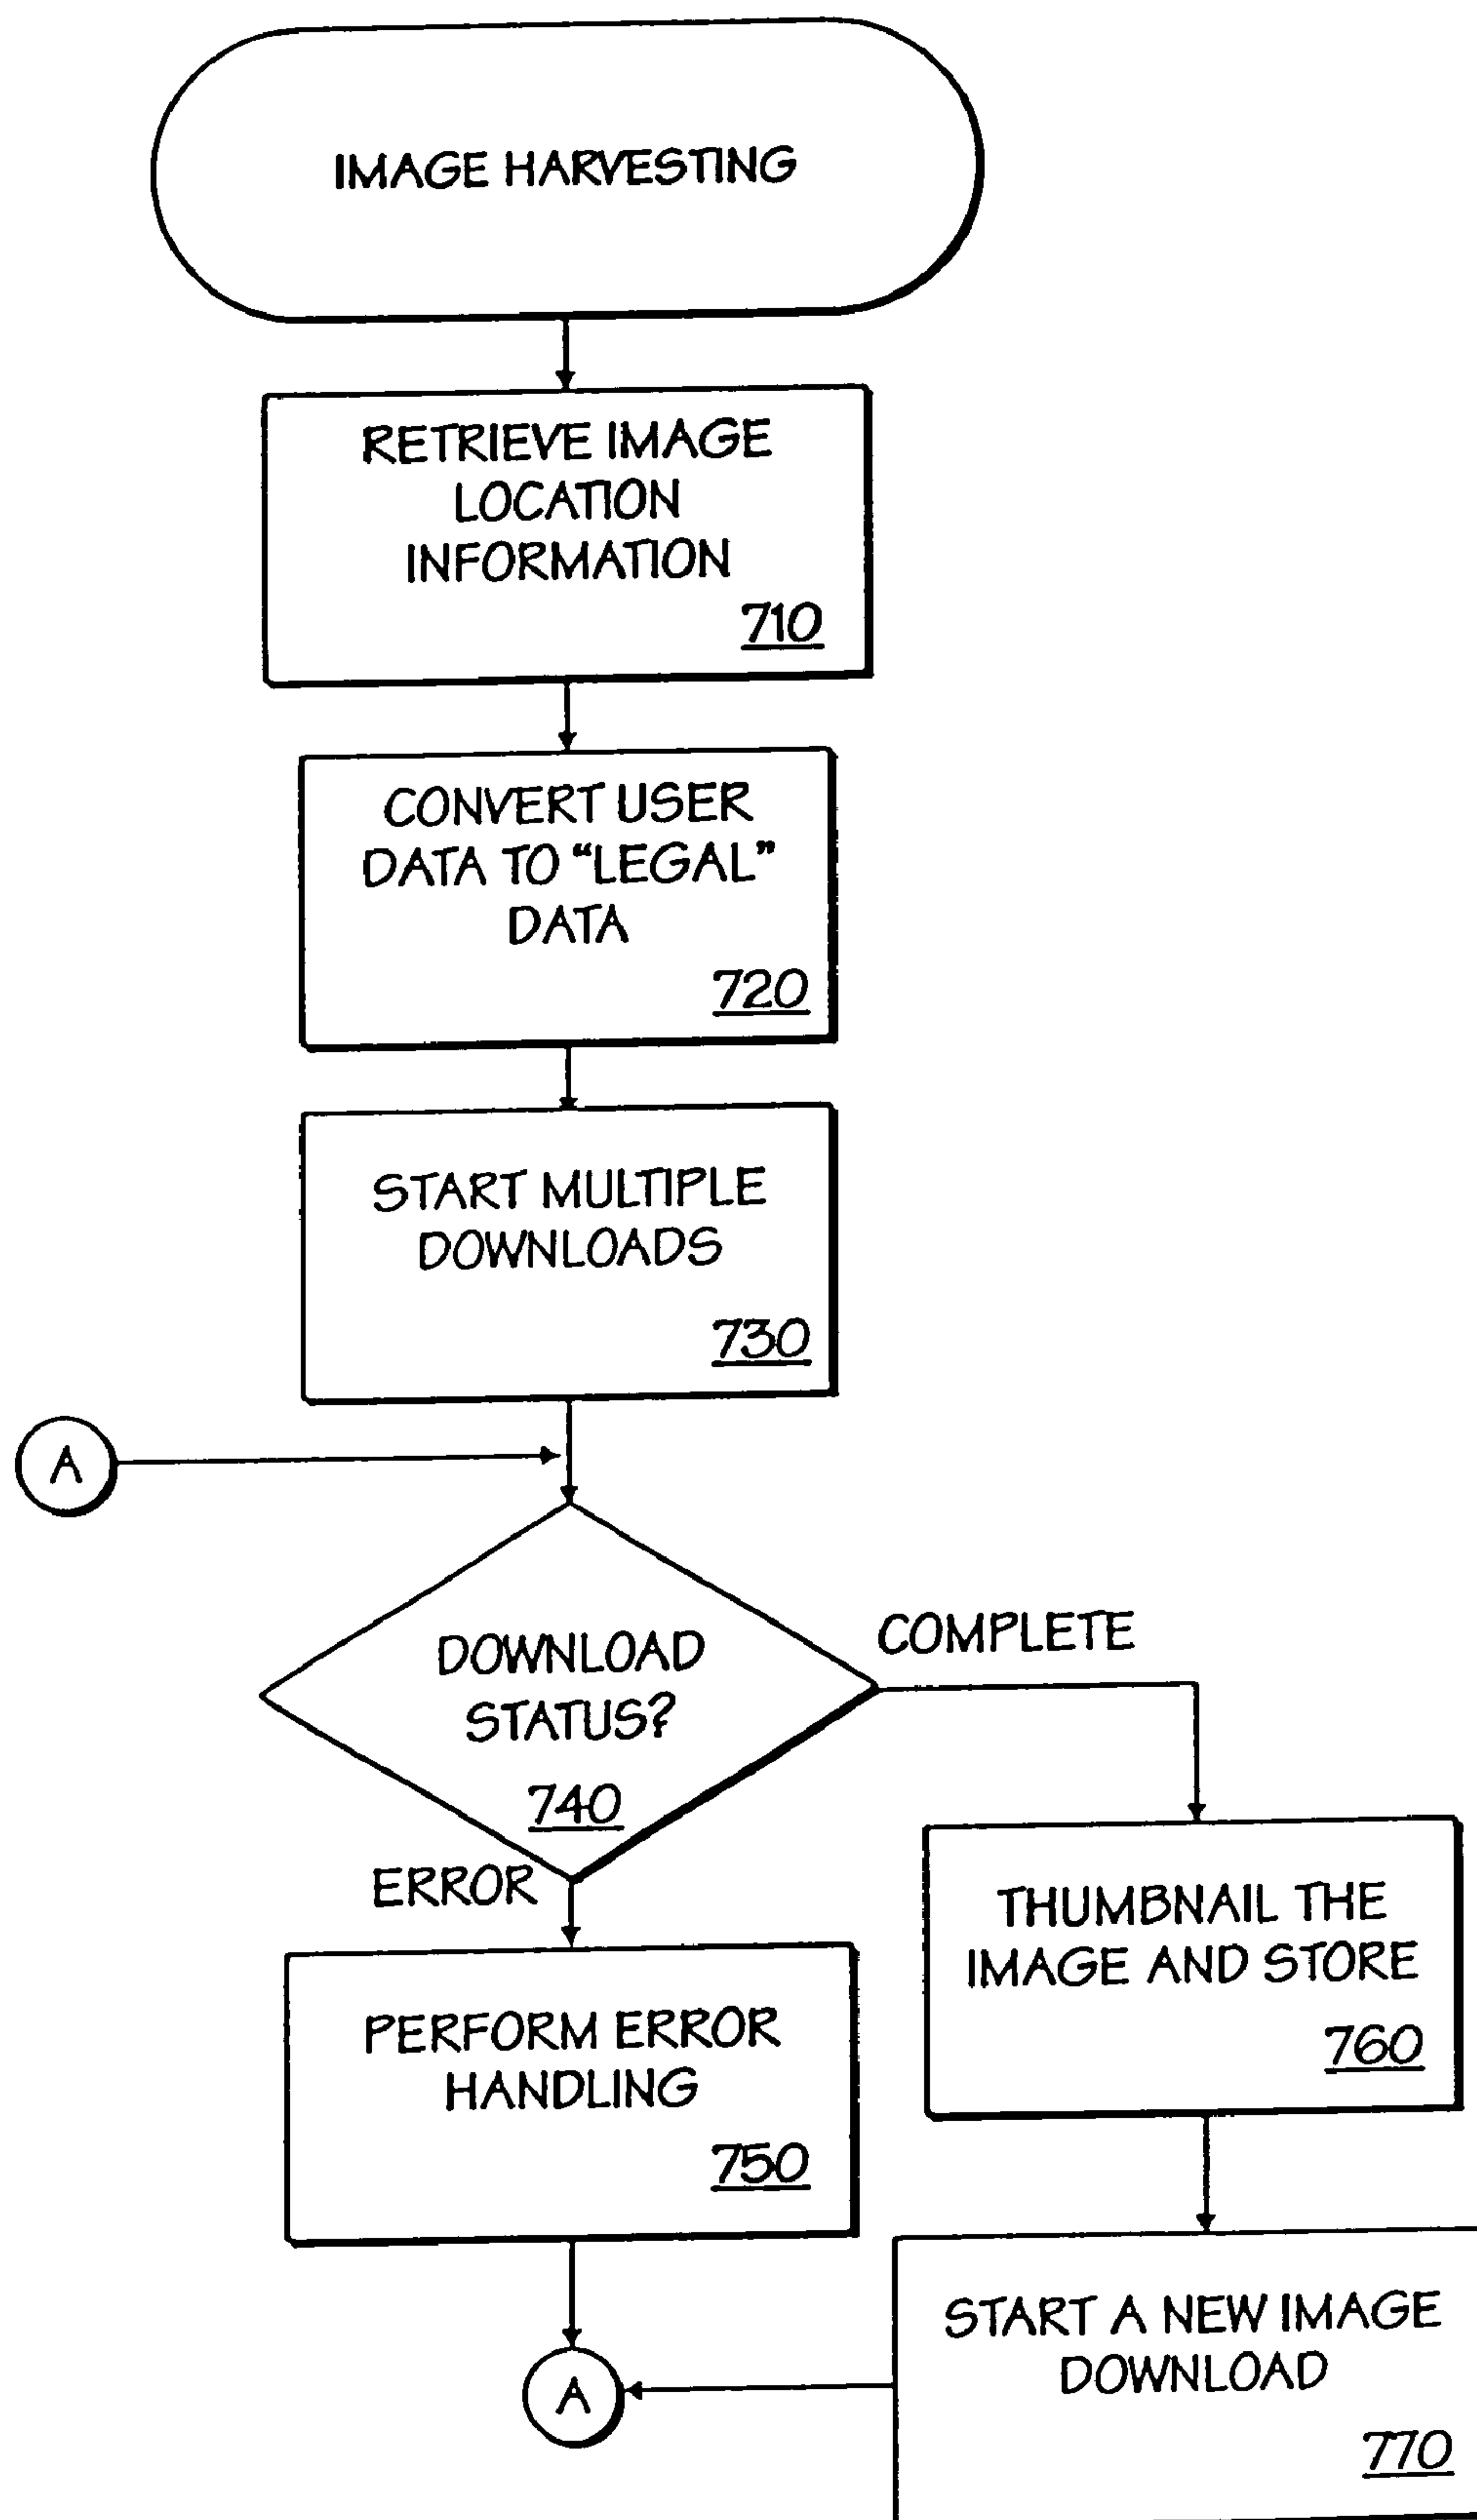 IMAGE HARVESTING
RETRIEVE IMAGE
LOCATION
INFORMATION
710
CONVERT USER
DATA TO “LEGAL”
DATA
720
START MULTIPLE
DOWNLOADS
730
A
DOWNLOAD
STATUS?
740
COMPLETE
ERROR
THUMBNAIL THE
IMAGE AND STORE
760
PERFORM ERROR
HANDLING
750
START A NEW IMAGE
DOWNLOAD
770
A